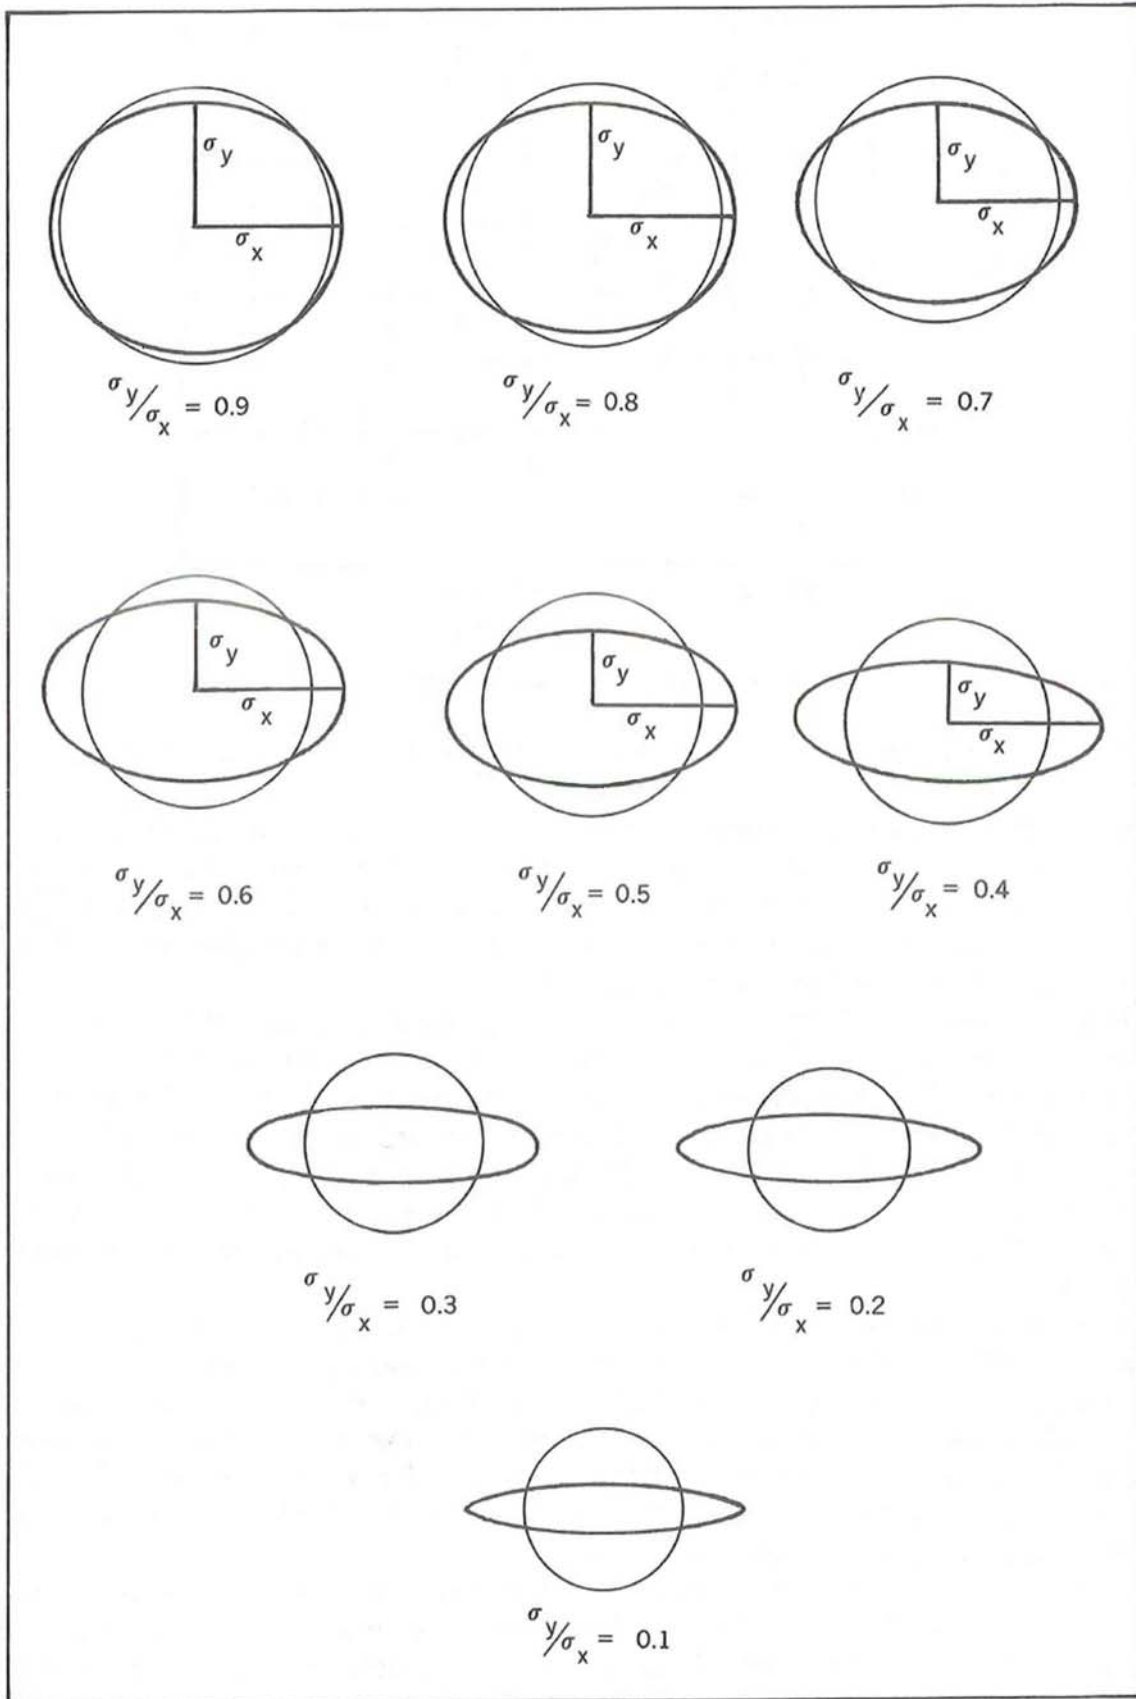 σy
σx
σy
σx
σy
σx
σy/σx = 0.9
σy/σx = 0.8
σy/σx = 0.7
σy
σx
σy
σx
σy
σx
σy/σx = 0.6
σy/σx = 0.5
σy/σx = 0.4
σy/σx = 0.3
σy/σx = 0.2
σy/σx = 0.1